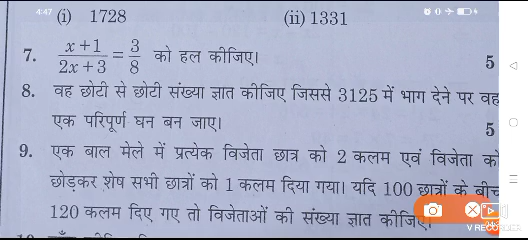 4:47
(i) 1728 (ii) 1331
7. x+1 / 2x+3 = 3/8 को हल कीजिए। 5
8. वह छोटी से छोटी संख्या ज्ञात कीजिए जिससे 3125 में भाग देने पर वह
एक परिपूर्ण घन बन जाए। 5
9. एक बाल मेले में प्रत्येक विजेता छात्र को 2 कलम एवं विजेता को
छोड़कर शेष सभी छात्रों को 1 कलम दिया गया। यदि 100 छात्रों के बीच
120 कलम दिए गए तो विजेताओं की संख्या ज्ञात कीजिए।